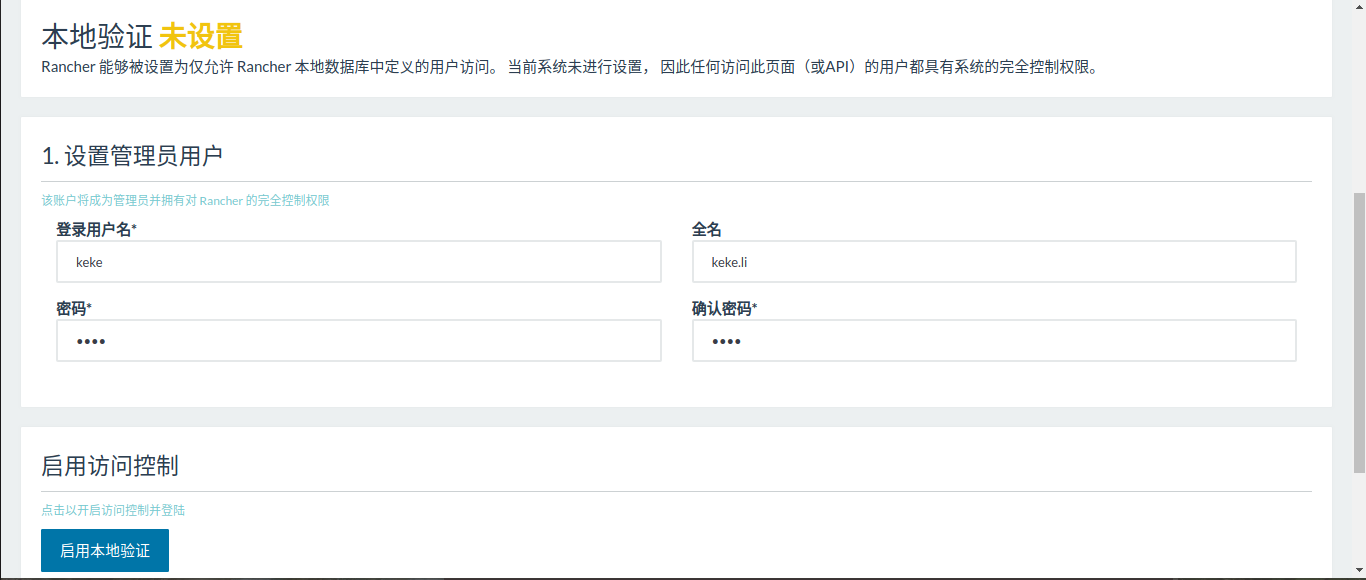 本地验证 未设置
Rancher 能够被设置为仅允许 Rancher 本地数据库中定义的用户访问。 当前系统未进行设置， 因此任何访问此页面（或API）的用户都具有系统的完全控制权限。
1. 设置管理员用户
该账户将成为管理员并拥有对 Rancher 的完全控制权限
登录用户名* 全名
keke keke.li
密码* 确认密码*
•••• ••••
启用访问控制
点击以开启访问控制并登陆
启用本地验证